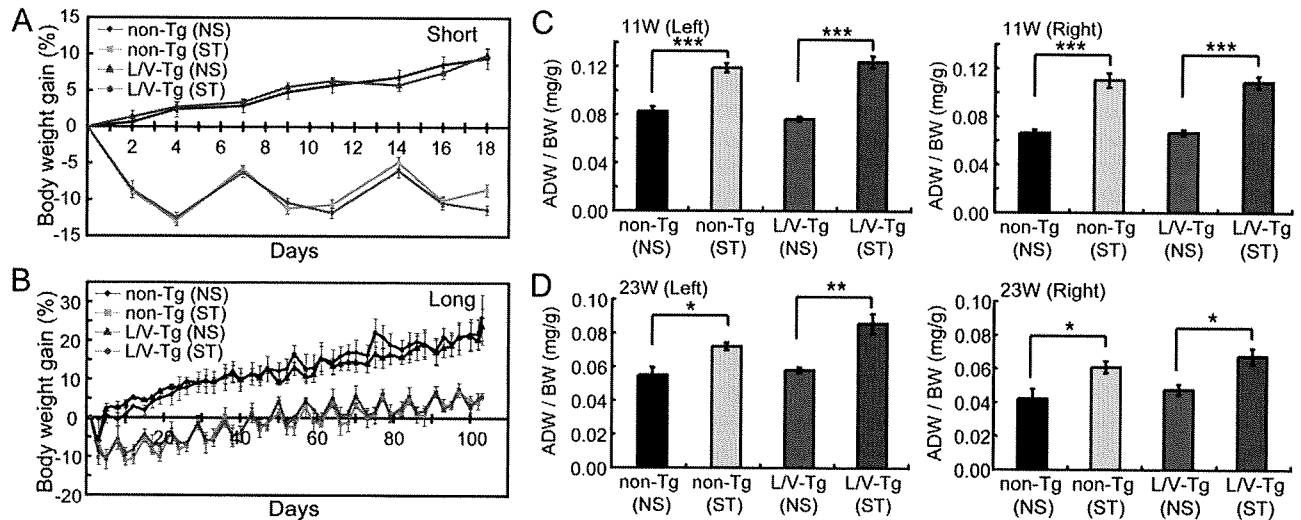 A
Body weight gain (%)
15
10
5
0
-5
-10
-15
non-Tg (NS)
non-Tg (ST)
L/V-Tg (NS)
L/V-Tg (ST)
Short
2 4 6 8 10 12 14 16 18
Days
B
Body weight gain (%)
30
20
10
0
-10
-20
non-Tg (NS)
non-Tg (ST)
L/V-Tg (NS)
L/V-Tg (ST)
Long
20 40 60 80 100
Days
C
11W (Left)
ADW / BW (mg/g)
0.12
0.08
0.04
0.00
***
***
non-Tg (NS)
non-Tg (ST)
L/V-Tg (NS)
L/V-Tg (ST)
11W (Right)
ADW / BW (mg/g)
0.12
0.08
0.04
0.00
***
***
non-Tg (NS)
non-Tg (ST)
L/V-Tg (NS)
L/V-Tg (ST)
D
23W (Left)
ADW / BW (mg/g)
0.10
0.08
0.06
0.04
0.02
0.00
*
**
non-Tg (NS)
non-Tg (ST)
L/V-Tg (NS)
L/V-Tg (ST)
23W (Right)
ADW / BW (mg/g)
0.10
0.08
0.06
0.04
0.02
0.00
*
*
non-Tg (NS)
non-Tg (ST)
L/V-Tg (NS)
L/V-Tg (ST)